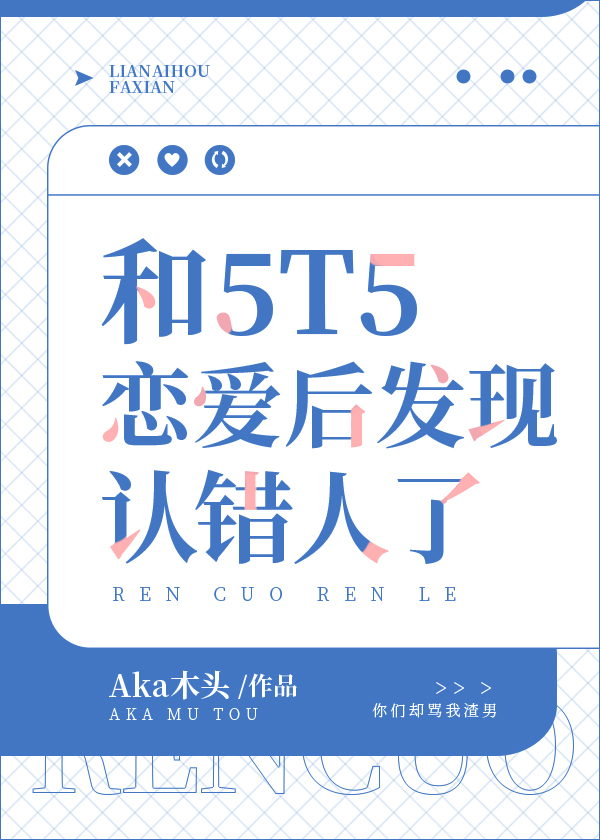 LIANAIHOU
FAXIAN
和5T5
恋爱后发现
认错人了
REN CUO REN LE
Aka木头 /作品
AKA MU TOU
>> >
你们却骂我渣男
RENCUO